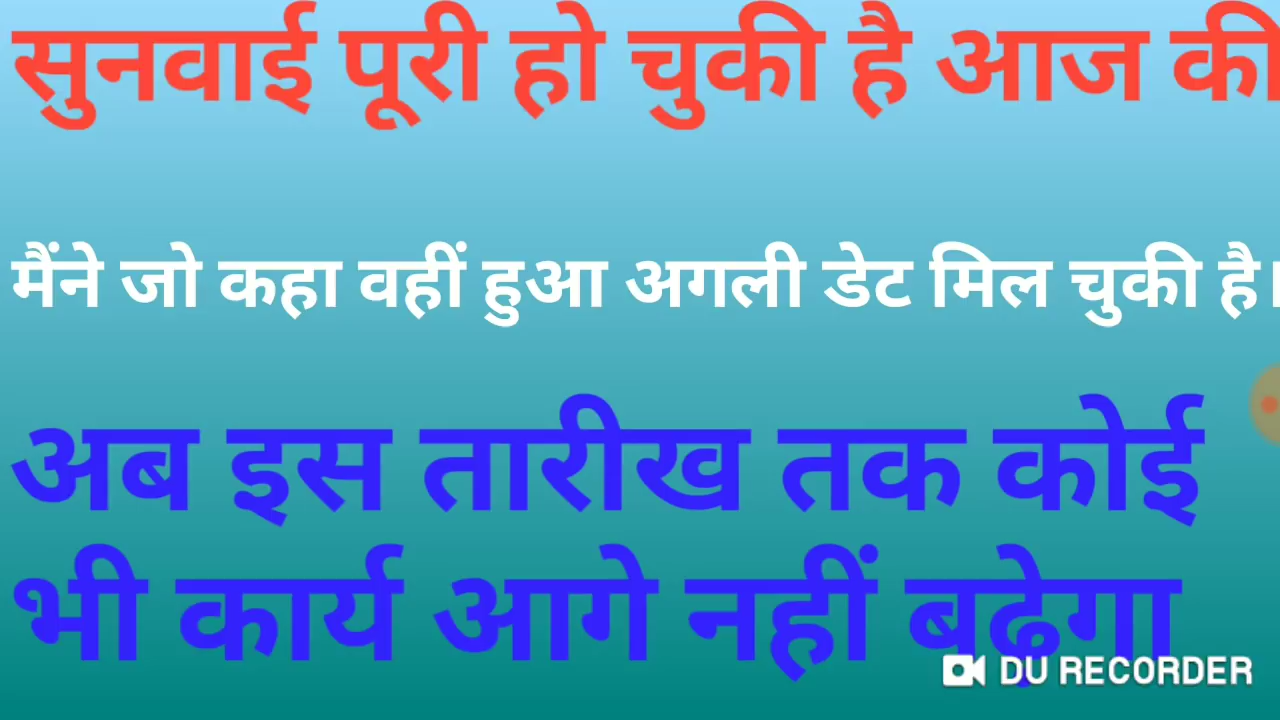 सुनवाई पूरी हो चुकी है आज की
मैंने जो कहा वहीं हुआ अगली डेट मिल चुकी है।
अब इस तारीख तक कोई
भी कार्य आगे नहीं बढ़ेगा
DU RECORDER